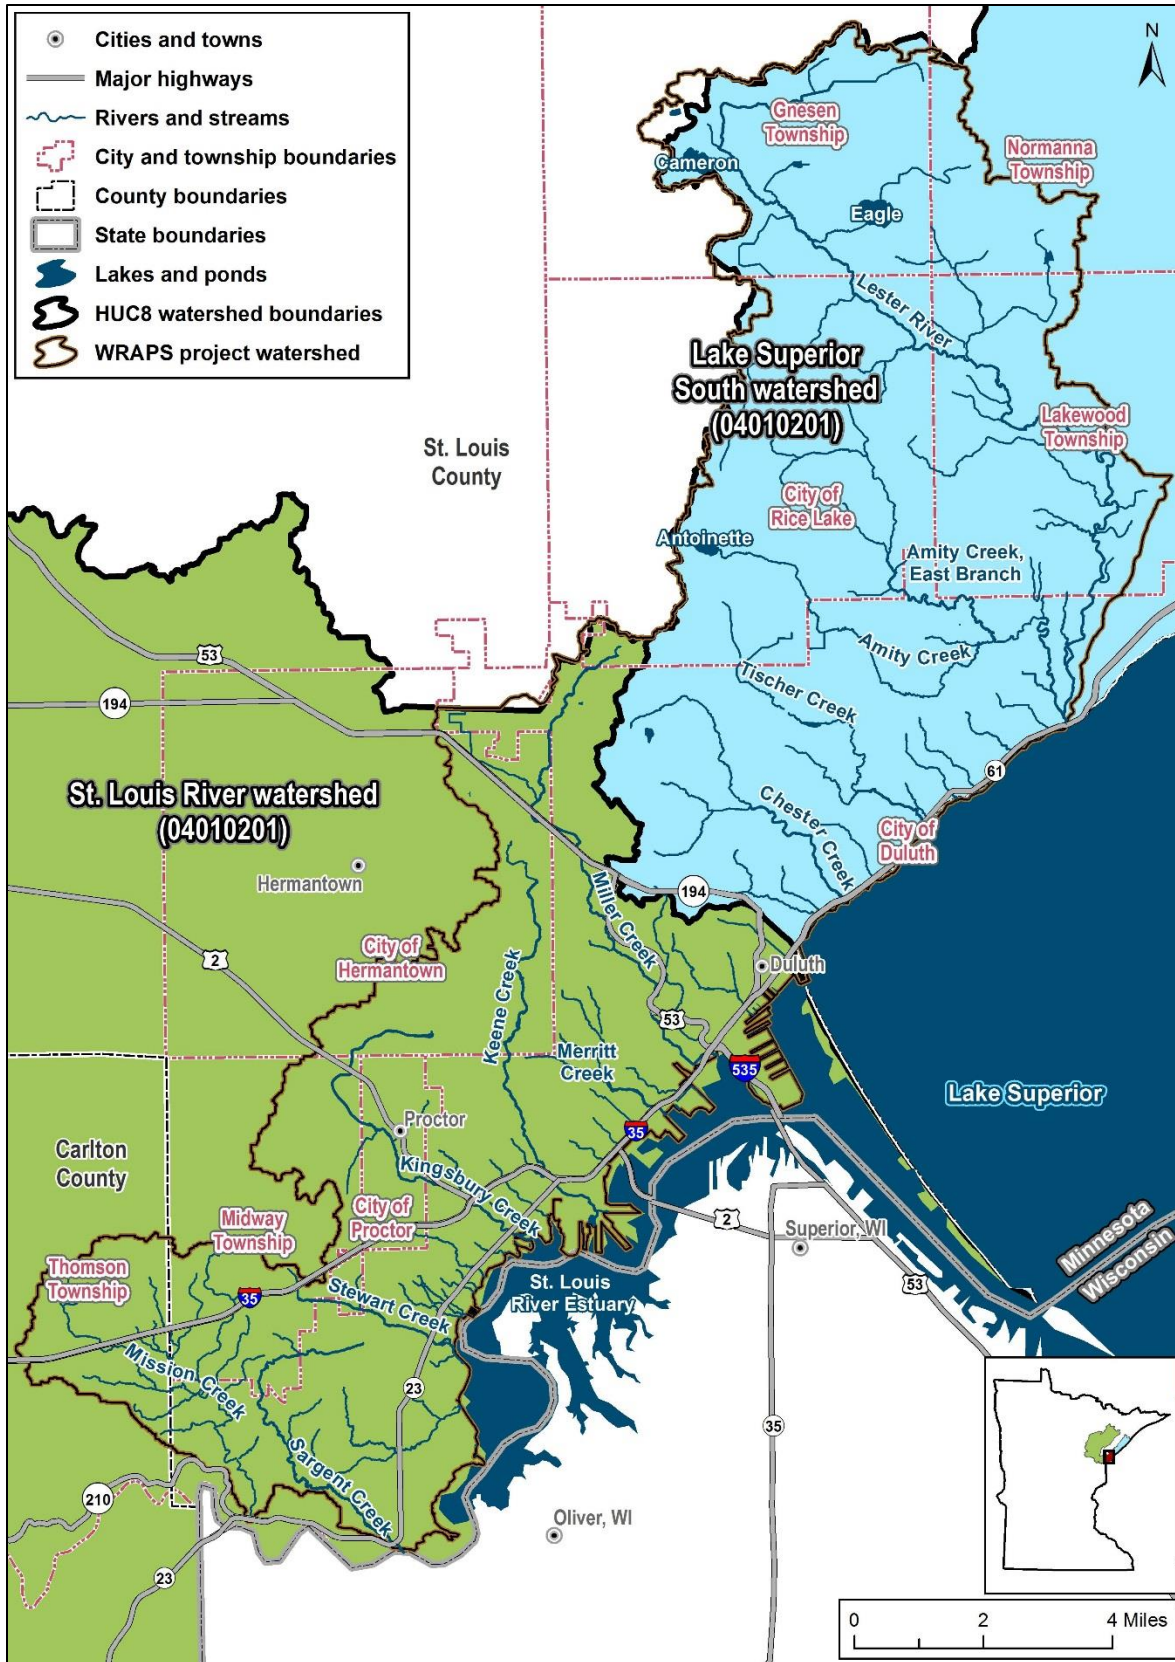 Cities and towns
Major highways
Rivers and streams
City and township boundaries
County boundaries
State boundaries
Lakes and ponds
HUC8 watershed boundaries
WRAPS project watershed
N
Gnesen
Township
Normanna
Township
Cameron
Eagle
Lester River
Lake Superior
South watershed
(04010201)
Lakewood
Township
St. Louis
County
City of
Rice Lake
Antoinette
Amity Creek,
East Branch
Amity Creek
53
194
Tischer Creek
61
St. Louis River watershed
(04010201)
Chester Creek
City of
Duluth
Hermantown
194
Miller Creek
2
City of
Hermantown
Duluth
Keene Creek
53
Merritt
Creek
535
Lake Superior
35
Proctor
Carlton
County
Kingsbury Creek
Midway
Township
City of
Proctor
2
Superior, WI
Minnesota
Wisconsin
Thomson
Township
35
Stewart Creek
St. Louis
River Estuary
53
Mission Creek
23
35
Sargent Creek
210
Oliver, WI
23
0 2 4 Miles